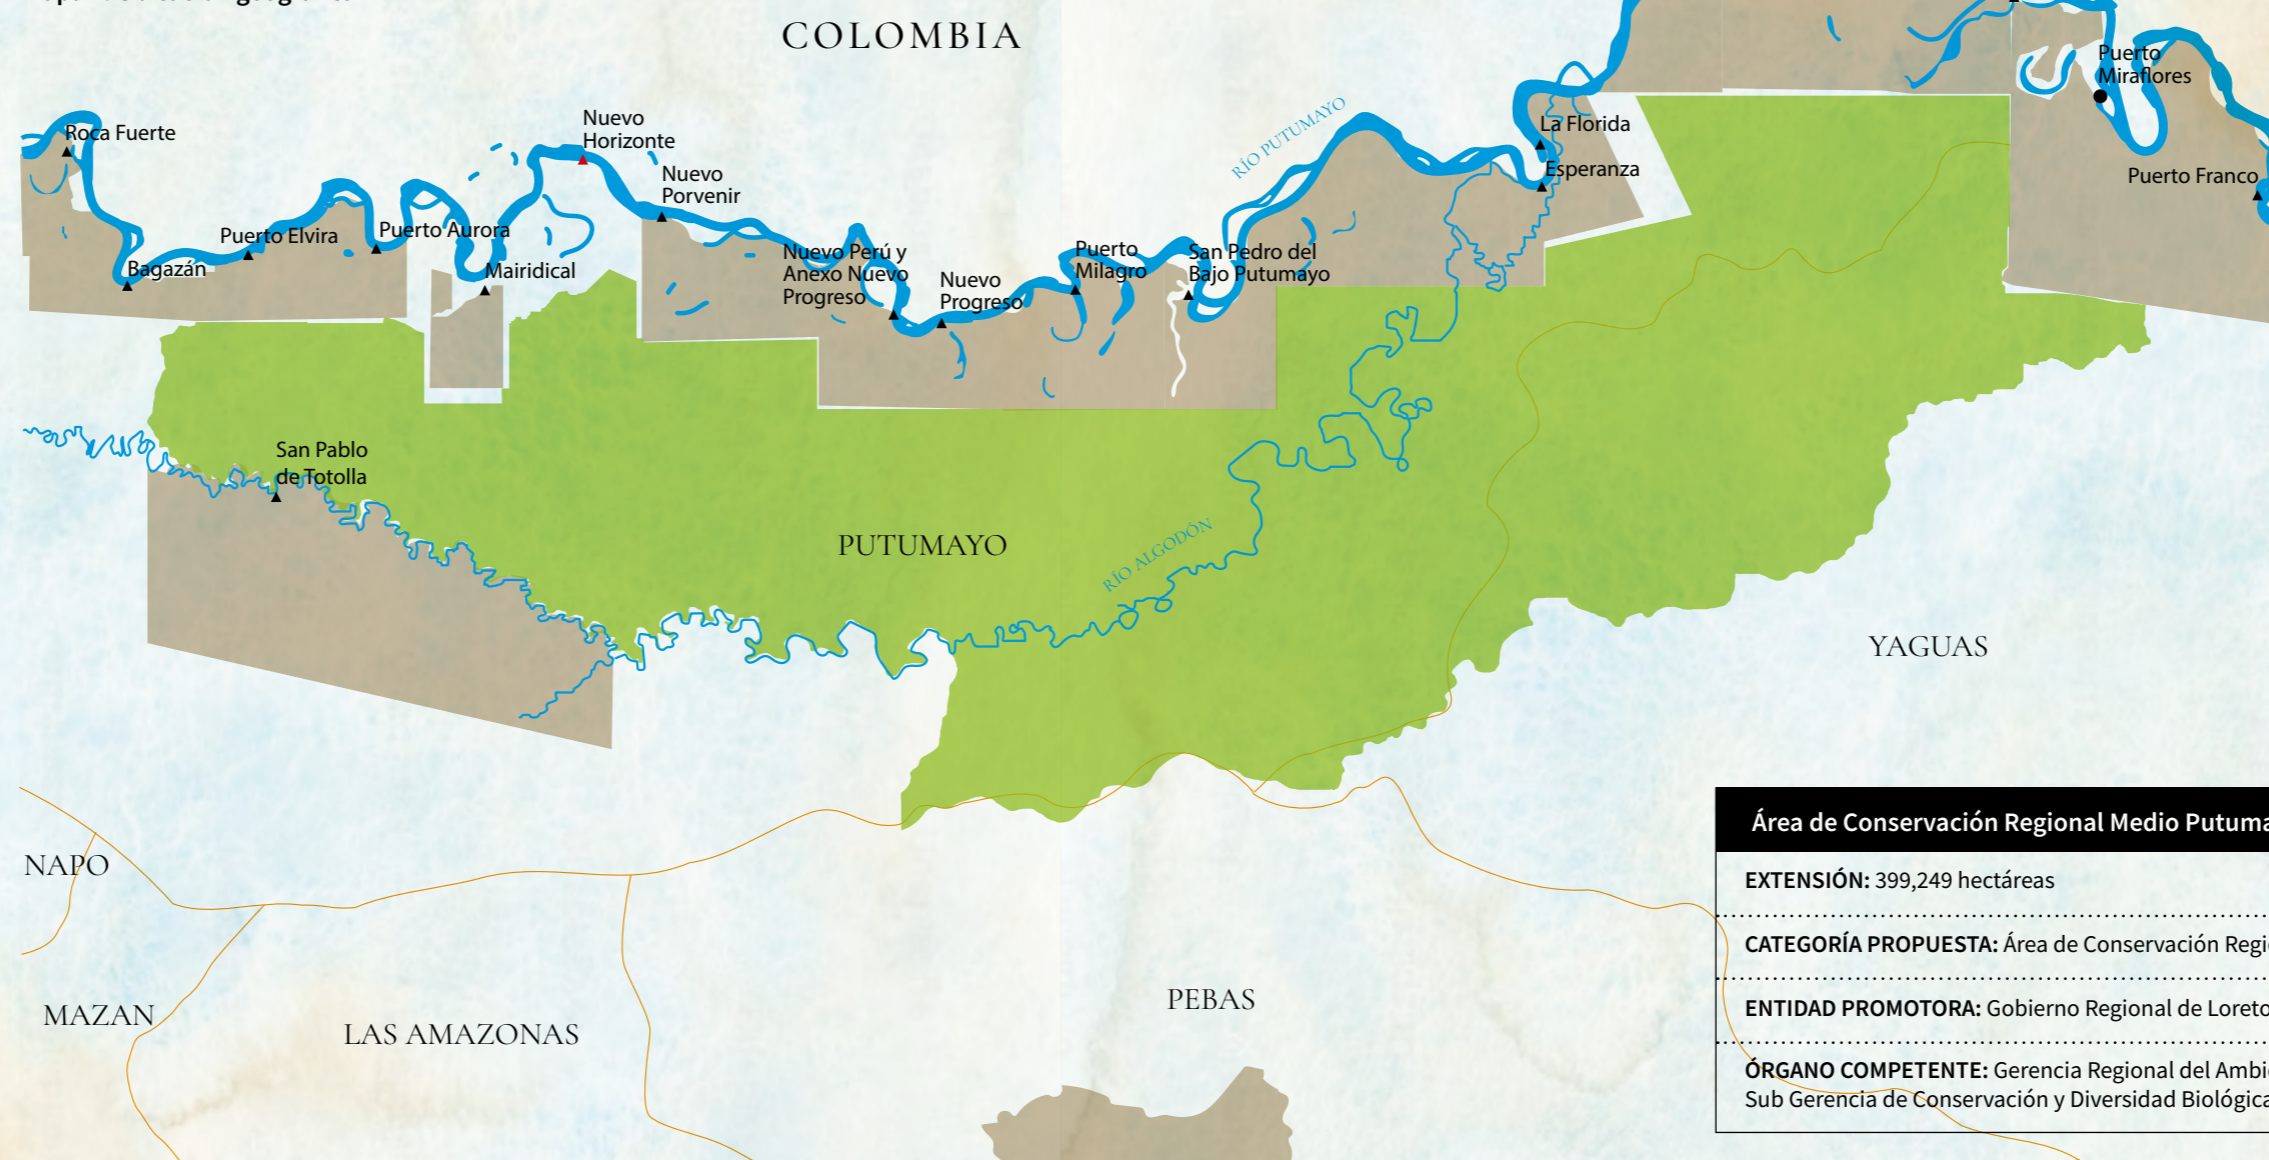 COLOMBIA
Puerto
Miraflores
Roca Fuerte
Nuevo
Horizonte
RÍO PUTUMAYO
La Florida
Esperanza
Puerto Franco
Nuevo
Porvenir
Puerto Elvira
Puerto Aurora
Bagazán
Mairidical
Nuevo Perú y
Anexo Nuevo
Progreso
Nuevo
Progreso
Puerto
Milagro
San Pedro del
Bajo Putumayo
San Pablo
de Totolla
PUTUMAYO
RÍO ALGODÓN
YAGUAS
NAPO
MAZAN
LAS AMAZONAS
PEBAS
Área de Conservación Regional Medio Putuma
EXTENSIÓN: 399,249 hectáreas
CATEGORÍA PROPUESTA: Área de Conservación Regi
ENTIDAD PROMOTORA: Gobierno Regional de Loreto
ÓRGANO COMPETENTE: Gerencia Regional del Ambi
Sub Gerencia de Conservación y Diversidad Biológica